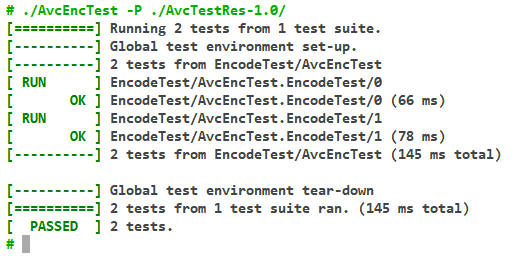 # ./AvcEncTest -P ./AvcTestRes-1.0/
[==========] Running 2 tests from 1 test suite.
[----------] Global test environment set-up.
[----------] 2 tests from EncodeTest/AvcEncTest
[ RUN      ] EncodeTest/AvcEncTest.EncodeTest/0
[       OK ] EncodeTest/AvcEncTest.EncodeTest/0 (66 ms)
[ RUN      ] EncodeTest/AvcEncTest.EncodeTest/1
[       OK ] EncodeTest/AvcEncTest.EncodeTest/1 (78 ms)
[----------] 2 tests from EncodeTest/AvcEncTest (145 ms total)

[----------] Global test environment tear-down
[==========] 2 tests from 1 test suite ran. (145 ms total)
[  PASSED  ] 2 tests.
#